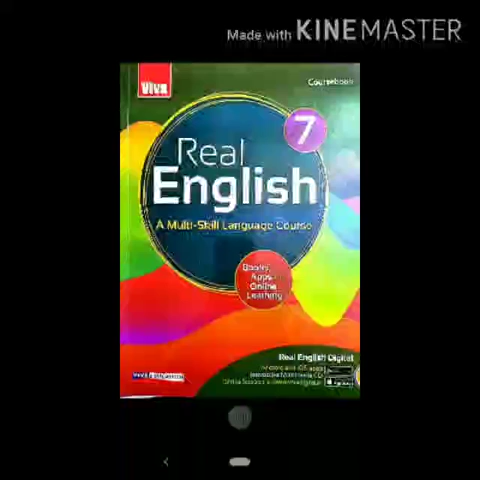 Made with KINEMASTER
VIVA
Coursebook
7
Real
English
A Multi-Skill Language Course
Books
Apps
Online
Learning
Real English Digital